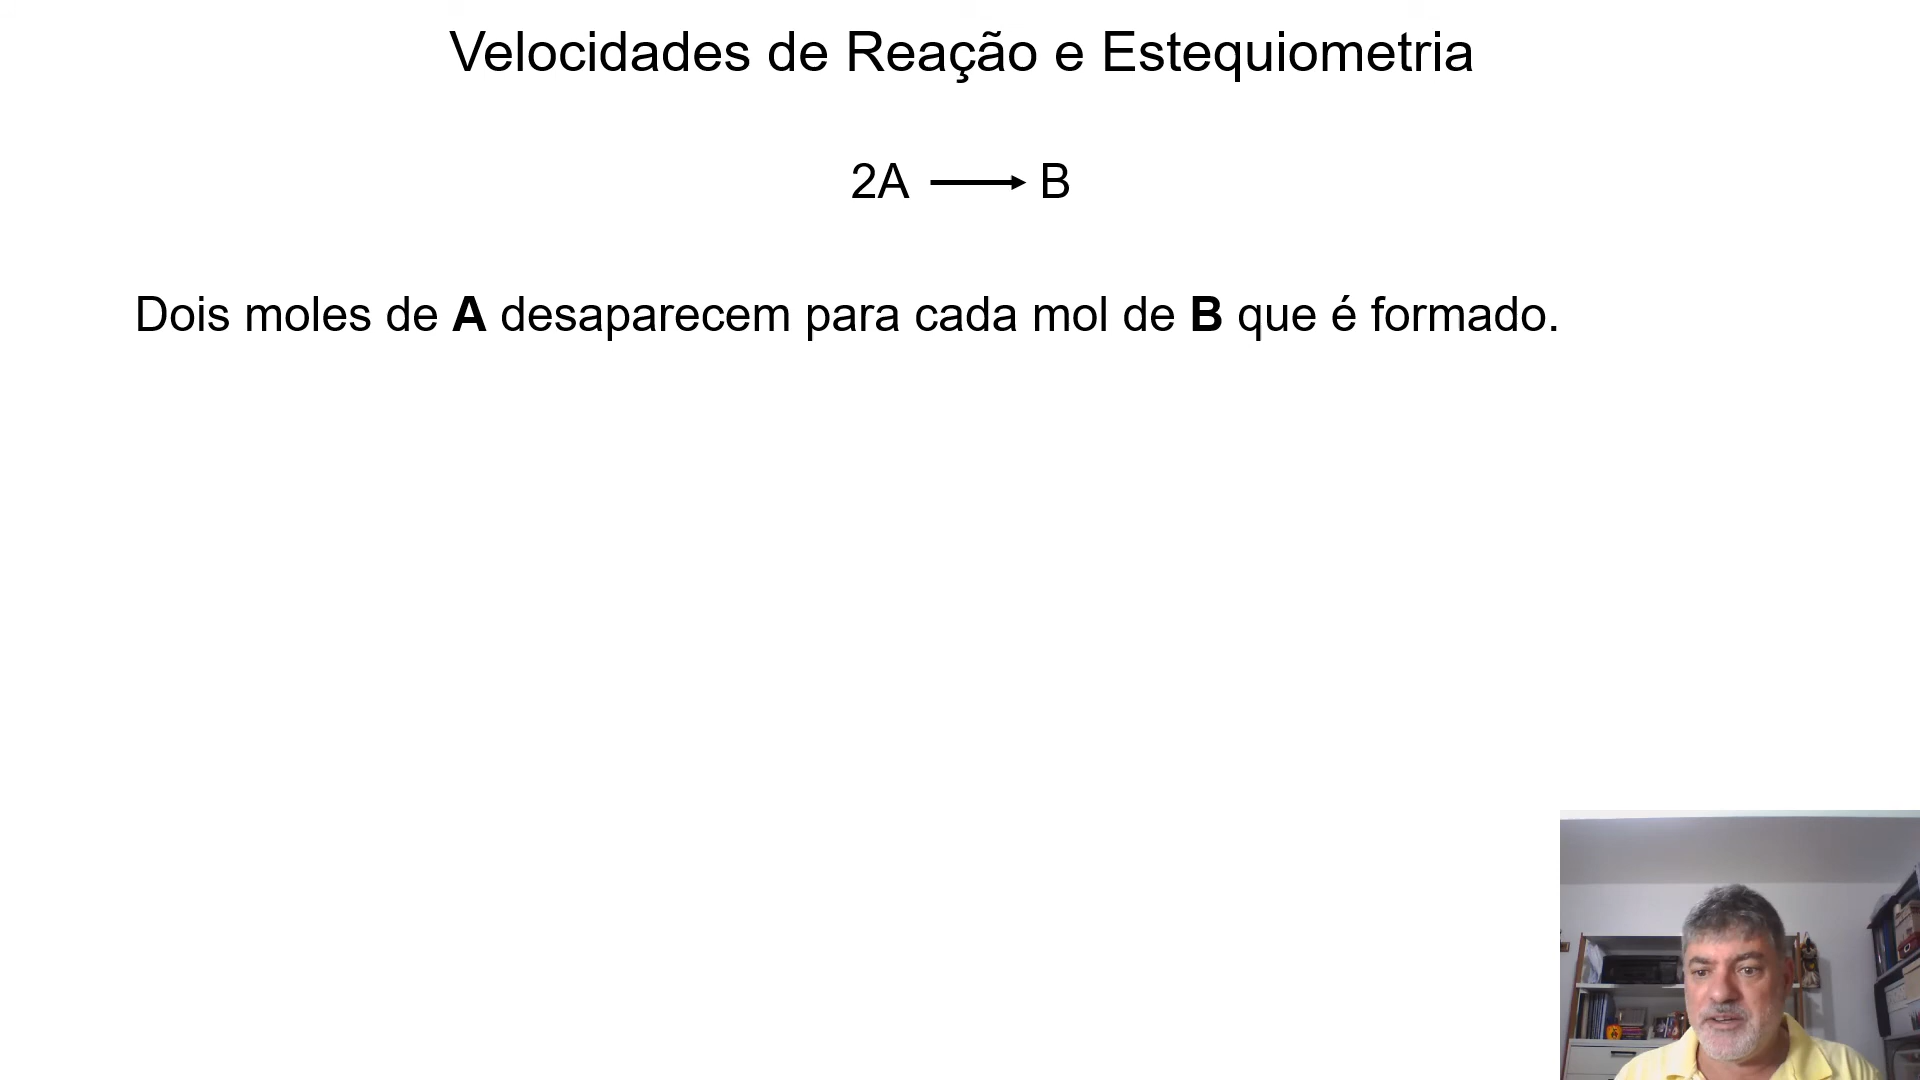 Velocidades de Reação e Estequiometria
2A ⟶ B
Dois moles de A desaparecem para cada mol de B que é formado.